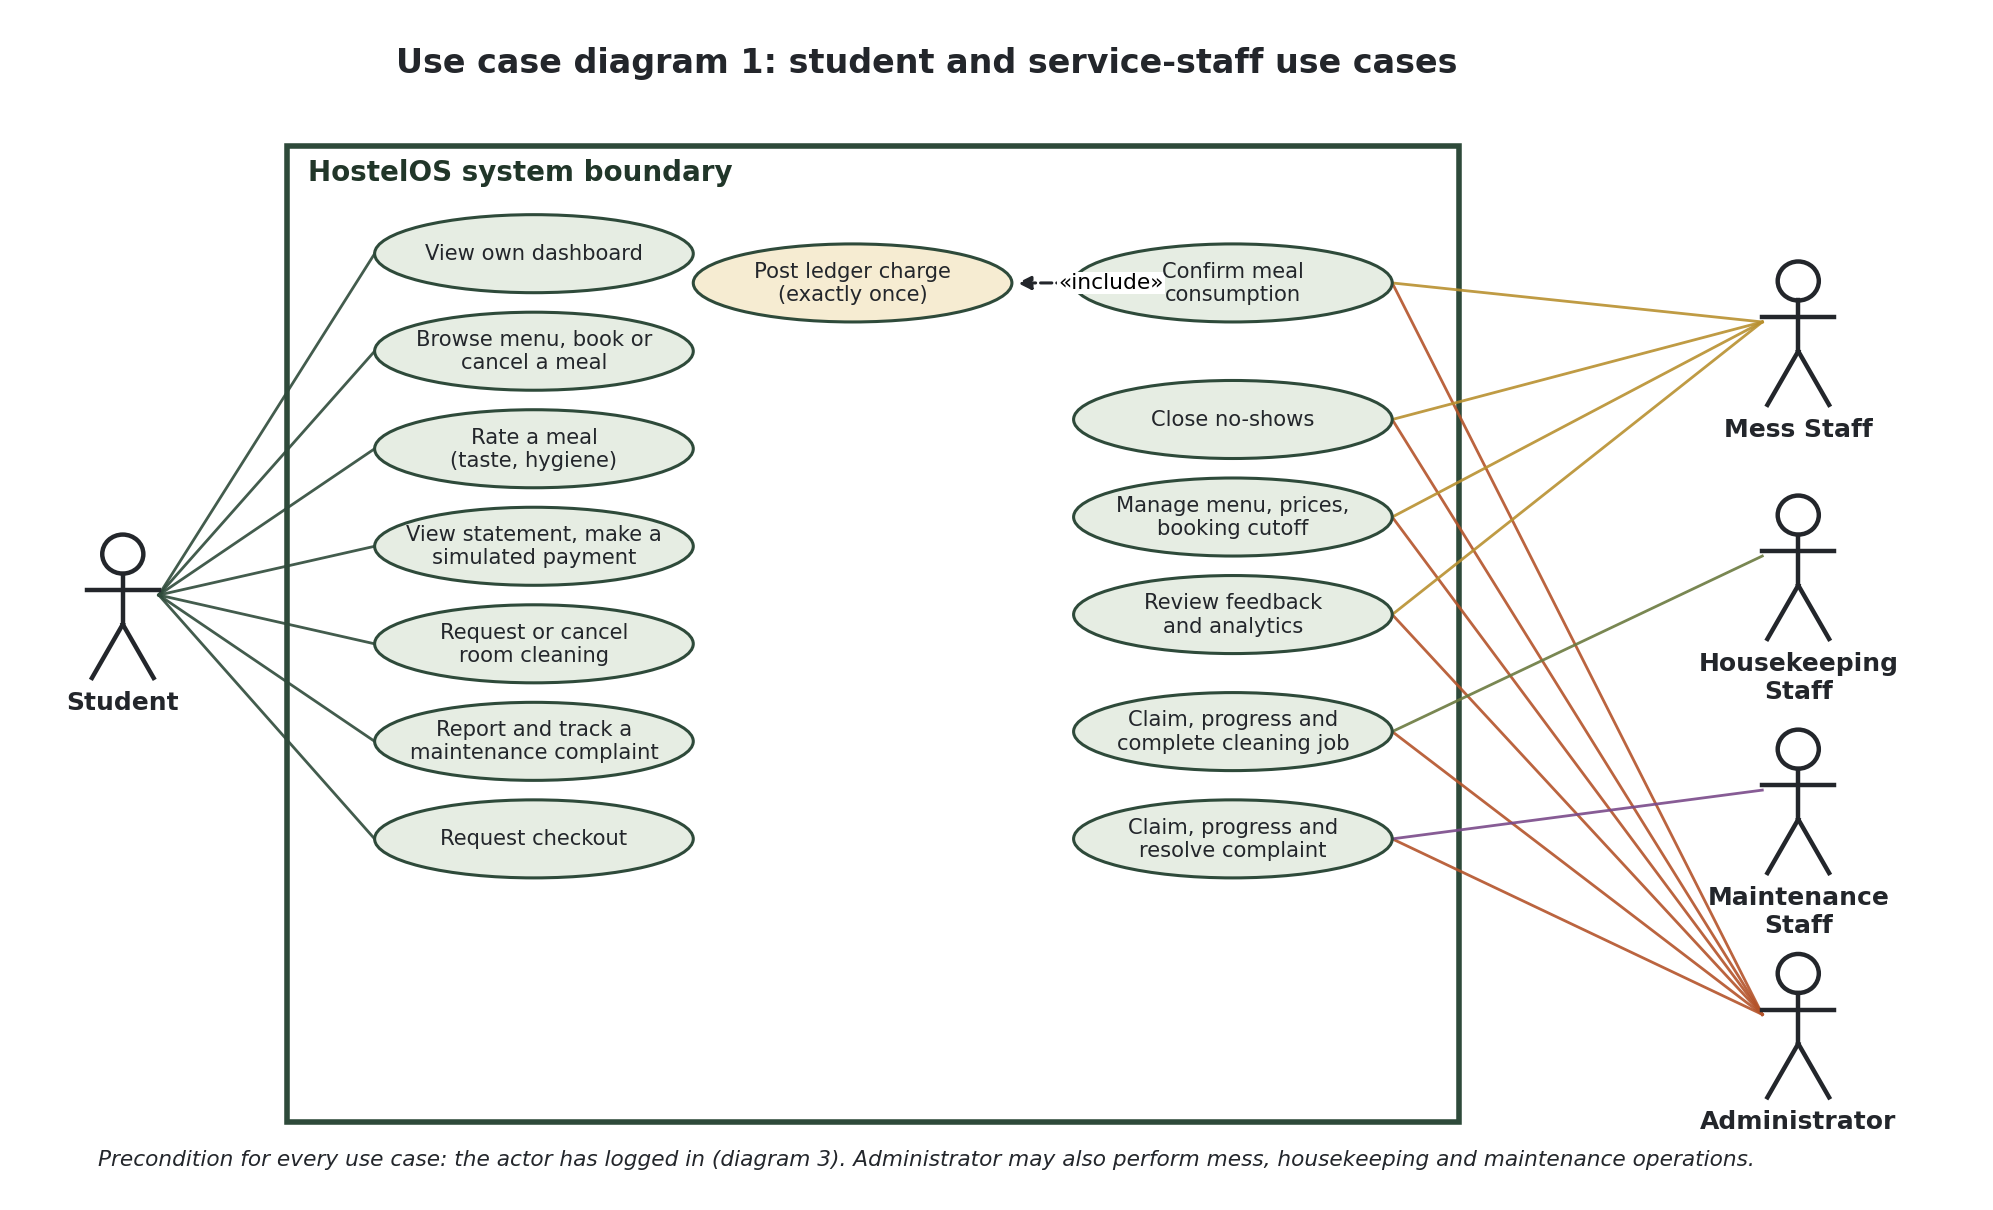 Use case diagram 1: student and service-staff use cases
HostelOS system boundary
View own dashboard
Browse menu, book or
cancel a meal
Rate a meal
(taste, hygiene)
View statement, make a
simulated payment
Request or cancel
room cleaning
Report and track a
maintenance complaint
Request checkout
Student
Post ledger charge
(exactly once)
«include»
Confirm meal
consumption
Close no-shows
Manage menu, prices,
booking cutoff
Review feedback
and analytics
Claim, progress and
complete cleaning job
Claim, progress and
resolve complaint
Mess Staff
Housekeeping
Staff
Maintenance
Staff
Administrator
Precondition for every use case: the actor has logged in (diagram 3). Administrator may also perform mess, housekeeping and maintenance operations.